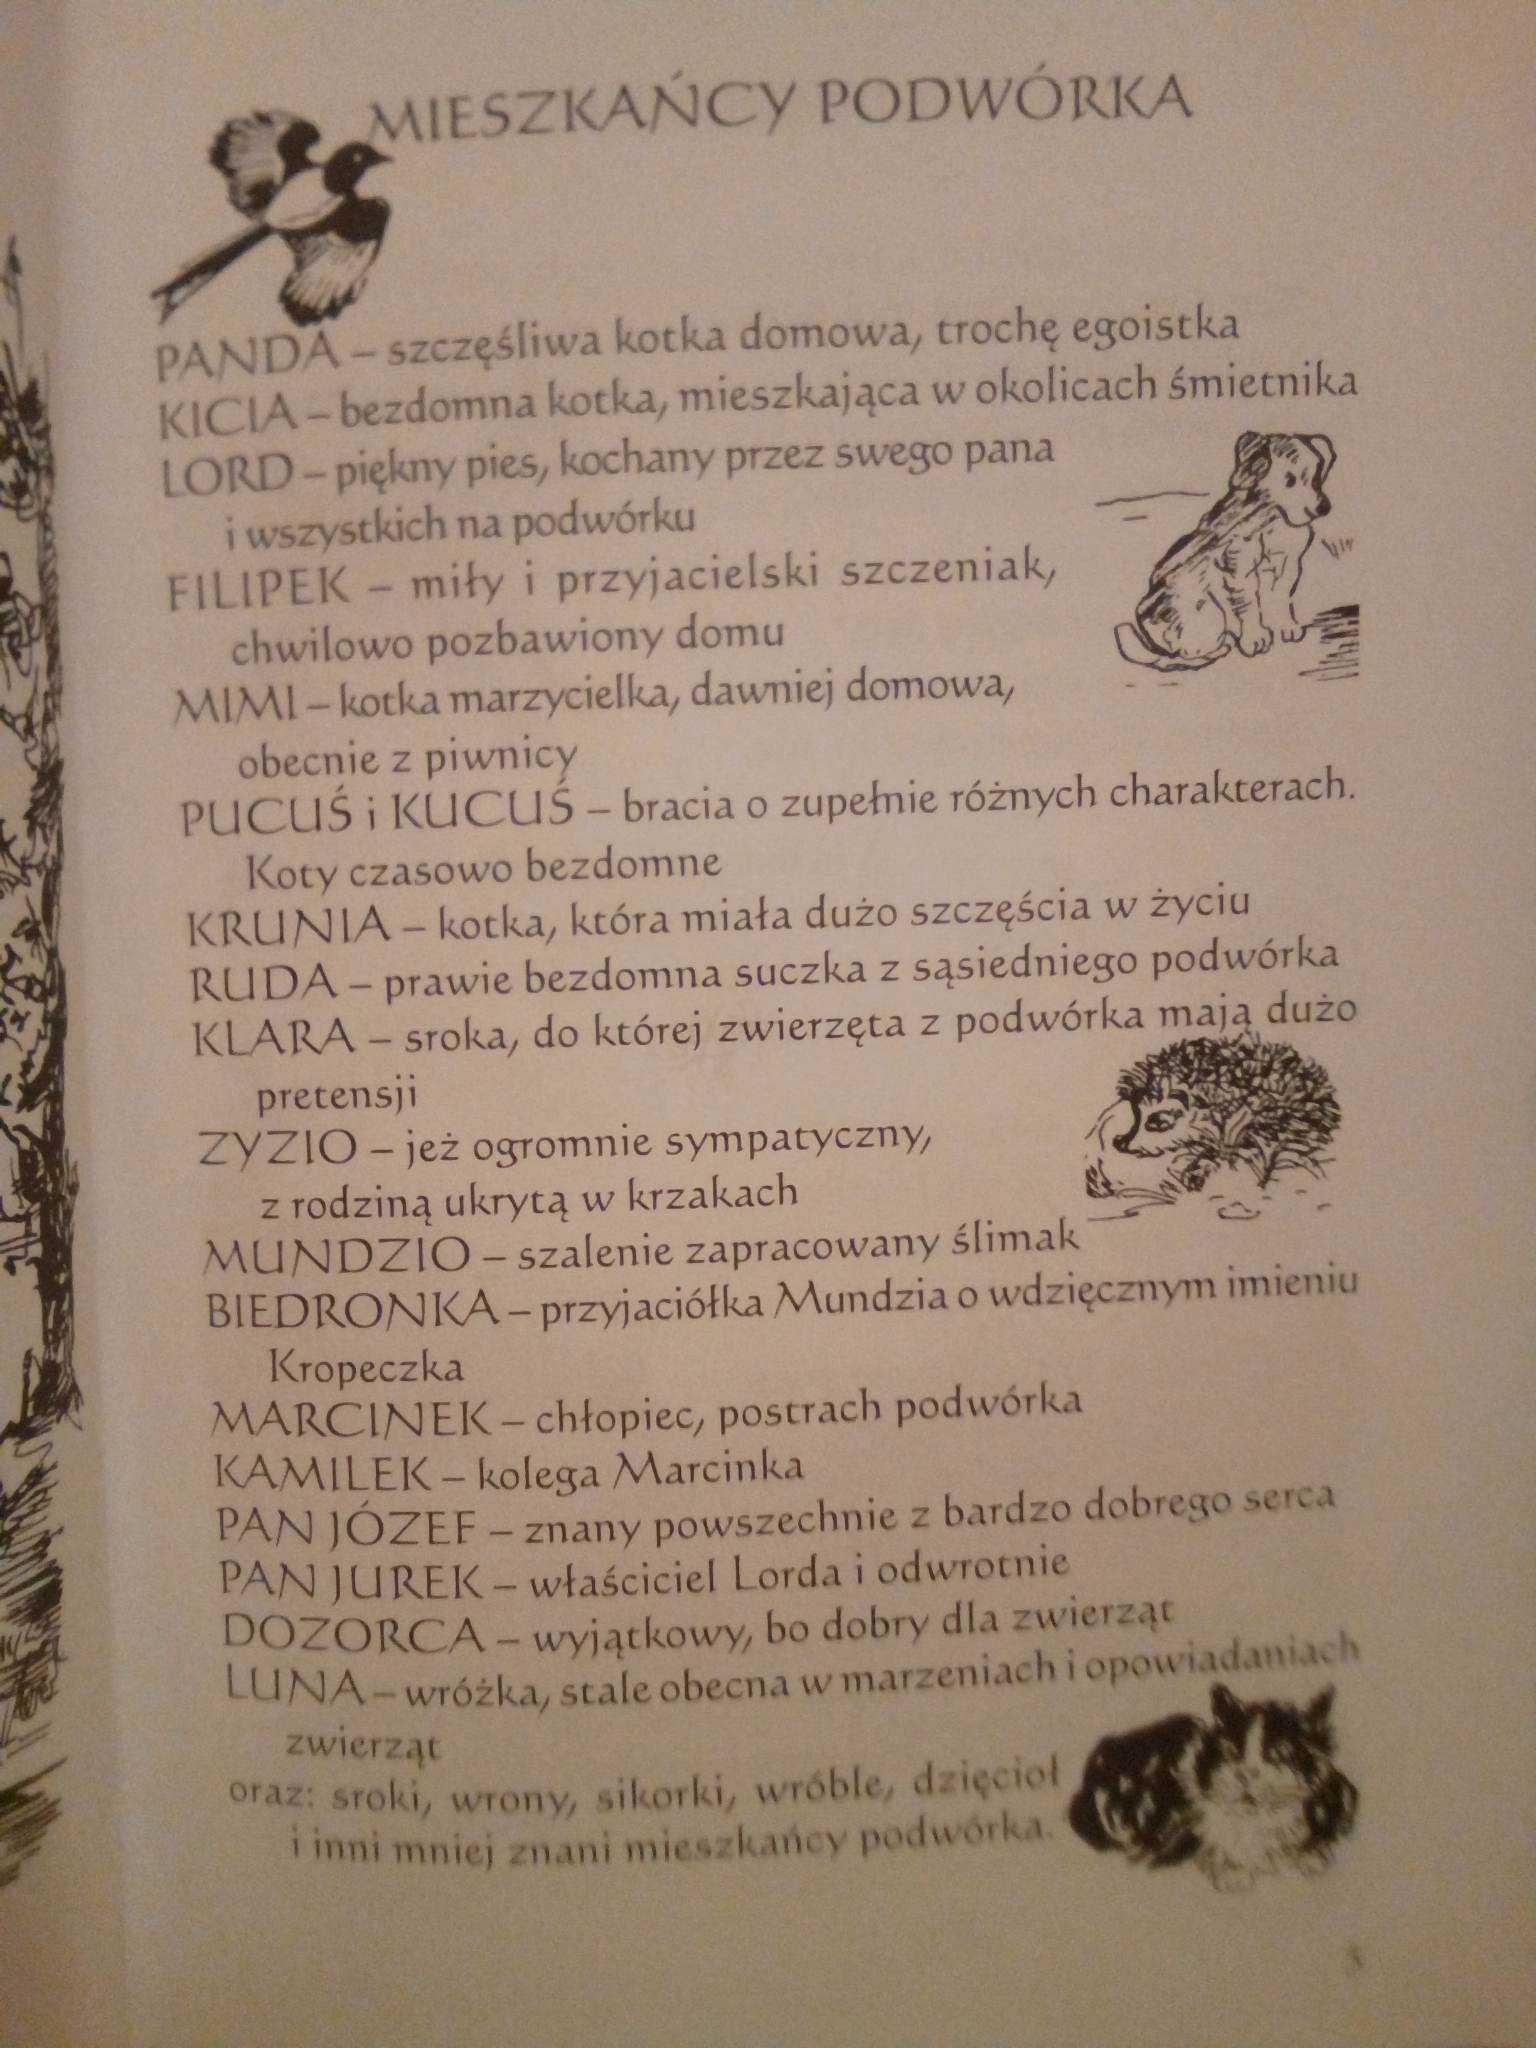 MIESZKAŃCY PODWÓRKA
PANDA – szczęśliwa kotka domowa, trochę egoistka
KICIA – bezdomna kotka, mieszkająca w okolicach śmietnika
LORD – piękny pies, kochany przez swego pana
i wszystkich na podwórku
FILIPEK – miły i przyjacielski szczeniak,
chwilowo pozbawiony domu
MIMI – kotka marzycielka, dawniej domowa,
obecnie z piwnicy
PUCUŚ i KUCUŚ – bracia o zupełnie różnych charakterach.
Koty czasowo bezdomne
KRUNIA – kotka, która miała dużo szczęścia w życiu
RUDA – prawie bezdomna suczka z sąsiedniego podwórka
KLARA – sroka, do której zwierzęta z podwórka mają dużo
pretensji
ZYZIO – jeż ogromnie sympatyczny,
z rodziną ukrytą w krzakach
MUNDZIO – szalenie zapracowany ślimak
BIEDRONKA – przyjaciółka Mundzia o wdzięcznym imieniu
Kropeczka
MARCINEK – chłopiec, postrach podwórka
KAMILEK – kolega Marcinka
PAN JÓZEF – znany powszechnie z bardzo dobrego serca
PAN JUREK – właściciel Lorda i odwrotnie
DOZORCA – wyjątkowy, bo dobry dla zwierząt
LUNA – wróżka, stale obecna w marzeniach i opowiadaniach
zwierząt
oraz: sroki, wrony, sikorki, wróble, dzięcioł
i inni mniej znani mieszkańcy podwórka.